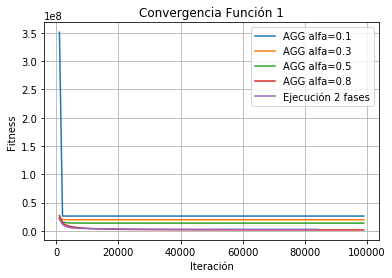 Convergencia Función 1
1e8
3.5
3.0
2.5
2.0
1.5
1.0
0.5
0.0
Fitness
AGG alfa=0.1
AGG alfa=0.3
AGG alfa=0.5
AGG alfa=0.8
Ejecución 2 fases
0
20000
40000
60000
80000
100000
Iteración